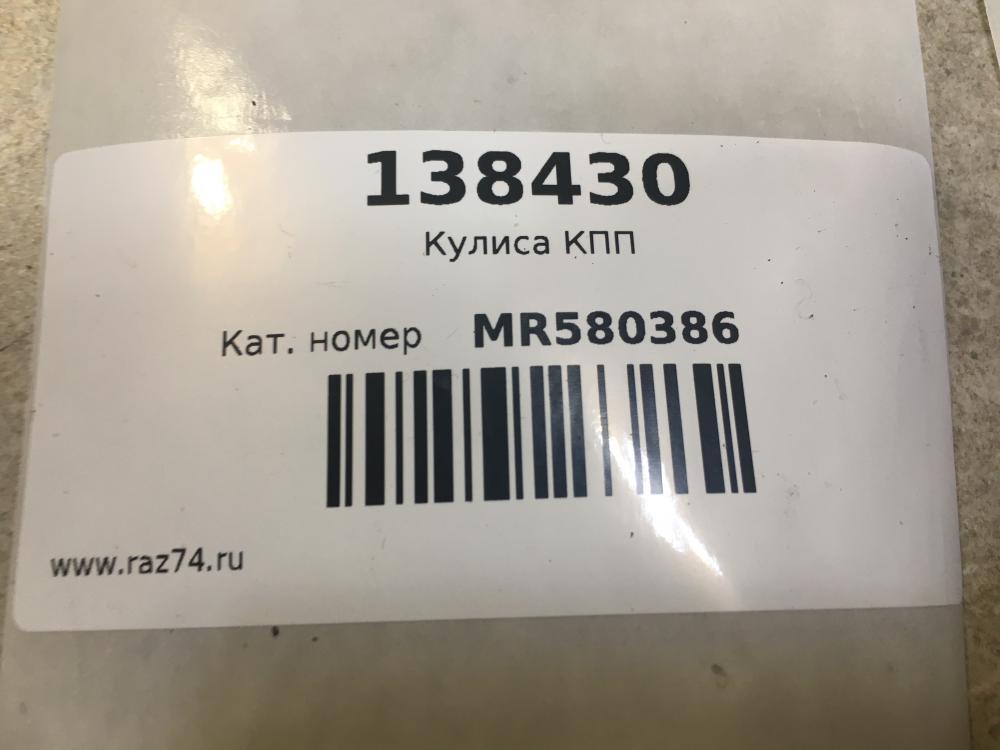 138430
Кулиса КПП
Кат. номер MR580386
www.raz74.ru